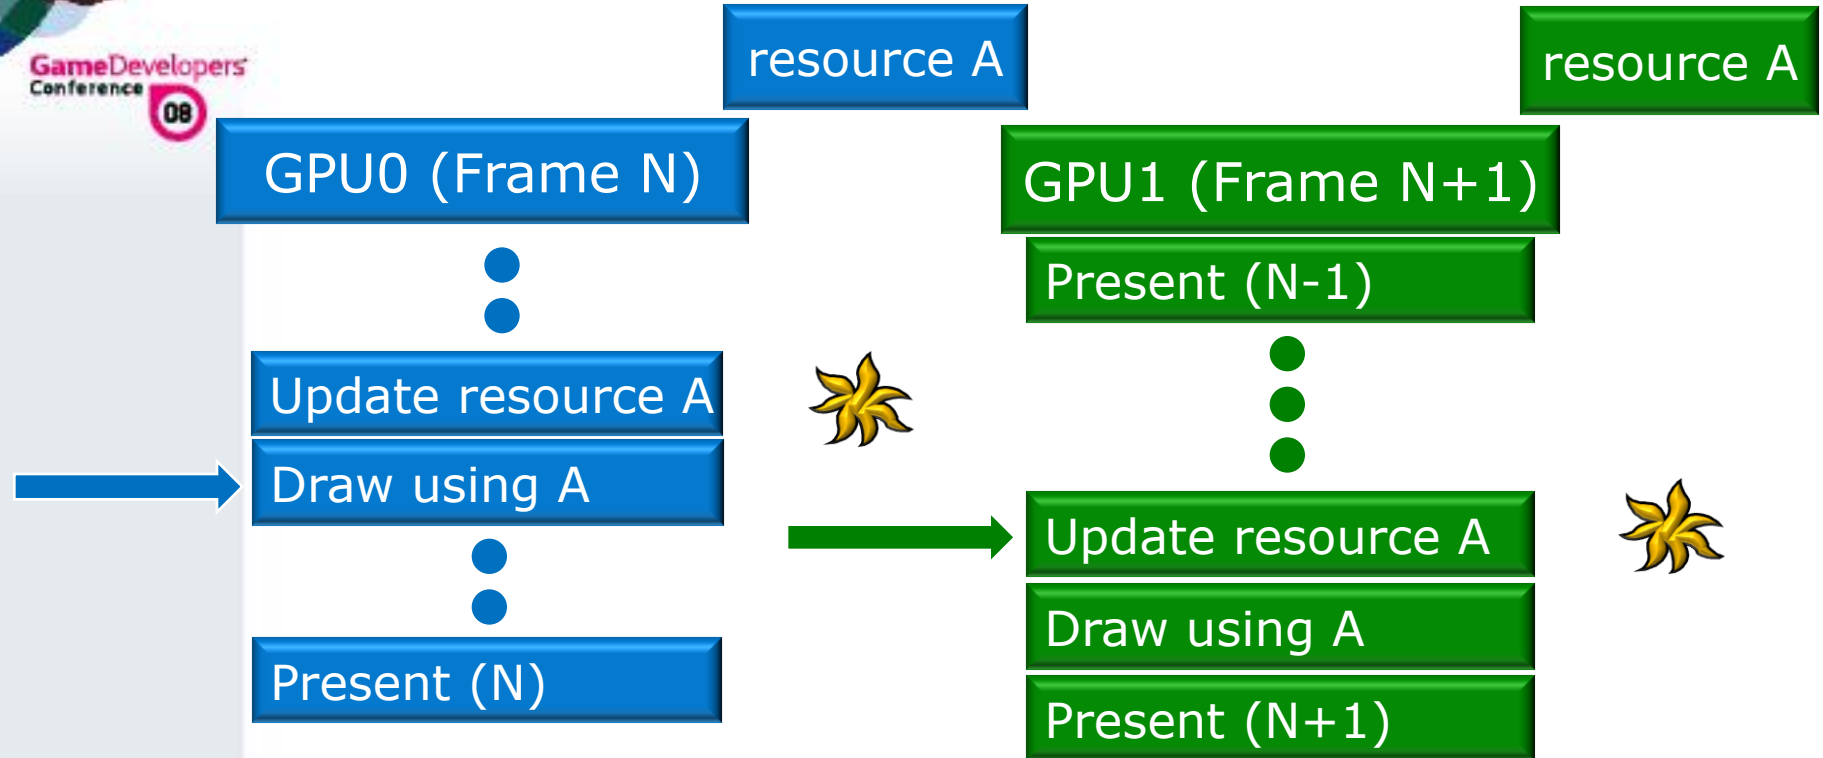 GameDevelopers
Conference
08
resource A
resource A
GPU0 (Frame N)
GPU1 (Frame N+1)
Present (N-1)
Update resource A
Draw using A
Present (N)
Update resource A
Draw using A
Present (N+1)